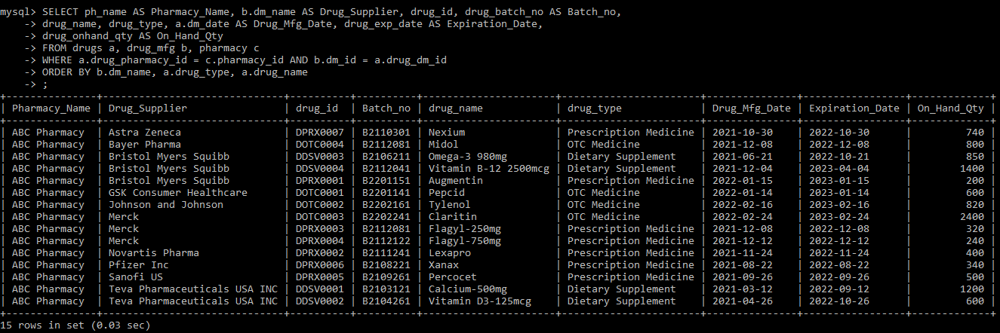 mysql> SELECT ph_name AS Pharmacy_Name, b.dm_name AS Drug_Supplier, drug_id, drug_batch_no AS Batch_no,
    -> drug_name, drug_type, a.dm_date AS Drug_Mfg_Date, drug_exp_date AS Expiration_Date,
    -> drug_onhand_qty AS On_Hand_Qty
    -> FROM drugs a, drug_mfg b, pharmacy c
    -> WHERE a.drug_pharmacy_id = c.pharmacy_id AND b.dm_id = a.drug_dm_id
    -> ORDER BY b.dm_name, a.drug_type, a.drug_name
    -> ;
+---------------+------------------------------+-----------+----------+----------------------+-----------------------+---------------+-----------------+-------------+
| Pharmacy_Name | Drug_Supplier                | drug_id  | Batch_no | drug_name            | drug_type             | Drug_Mfg_Date | Expiration_Date | On_Hand_Qty |
+---------------+------------------------------+-----------+----------+----------------------+-----------------------+---------------+-----------------+-------------+
| ABC Pharmacy  | Astra Zeneca                 | DPRX0007 | B2110301 | Nexium               | Prescription Medicine | 2021-10-30    | 2022-10-30      |         740 |
| ABC Pharmacy  | Bayer Pharma                 | DOTC0004 | B2112081 | Midol                | OTC Medicine          | 2021-12-08    | 2022-12-08      |         800 |
| ABC Pharmacy  | Bristol Myers Squibb         | DDSV0003 | B2106211 | Omega-3 980mg        | Dietary Supplement    | 2021-06-21    | 2022-10-21      |         850 |
| ABC Pharmacy  | Bristol Myers Squibb         | DDSV0004 | B2112041 | Vitamin B-12 2500mcg | Dietary Supplement    | 2021-12-04    | 2023-04-04      |        1400 |
| ABC Pharmacy  | Bristol Myers Squibb         | DPRX0001 | B2201151 | Augmentin            | Prescription Medicine | 2022-01-15    | 2023-01-15      |         200 |
| ABC Pharmacy  | GSK Consumer Healthcare      | DOTC0001 | B2201141 | Pepcid               | OTC Medicine          | 2022-01-14    | 2023-01-14      |         600 |
| ABC Pharmacy  | Johnson and Johnson          | DOTC0002 | B2202161 | Tylenol              | OTC Medicine          | 2022-02-16    | 2023-02-16      |         820 |
| ABC Pharmacy  | Merck                        | DOTC0003 | B2202241 | Claritin             | OTC Medicine          | 2022-02-24    | 2023-02-24      |        2400 |
| ABC Pharmacy  | Merck                        | DPRX0003 | B2112081 | Flagyl-250mg         | Prescription Medicine | 2021-12-08    | 2022-12-08      |         320 |
| ABC Pharmacy  | Merck                        | DPRX0004 | B2112122 | Flagyl-750mg         | Prescription Medicine | 2021-12-12    | 2022-12-12      |         240 |
| ABC Pharmacy  | Novartis Pharma              | DPRX0002 | B2111241 | Lexapro              | Prescription Medicine | 2021-11-24    | 2022-11-24      |         400 |
| ABC Pharmacy  | Pfizer Inc                   | DPRX0006 | B2108221 | Xanax                | Prescription Medicine | 2021-08-22    | 2022-08-22      |         340 |
| ABC Pharmacy  | Sanofi US                    | DPRX0005 | B2109261 | Percocet             | Prescription Medicine | 2021-09-26    | 2022-09-26      |         500 |
| ABC Pharmacy  | Teva Pharmaceuticals USA INC | DDSV0001 | B2103121 | Calcium-500mg        | Dietary Supplement    | 2021-03-12    | 2022-09-12      |        1200 |
| ABC Pharmacy  | Teva Pharmaceuticals USA INC | DDSV0002 | B2104261 | Vitamin D3-125mcg    | Dietary Supplement    | 2021-04-26    | 2022-10-26      |         600 |
+---------------+------------------------------+-----------+----------+----------------------+-----------------------+---------------+-----------------+-------------+
15 rows in set (0.03 sec)